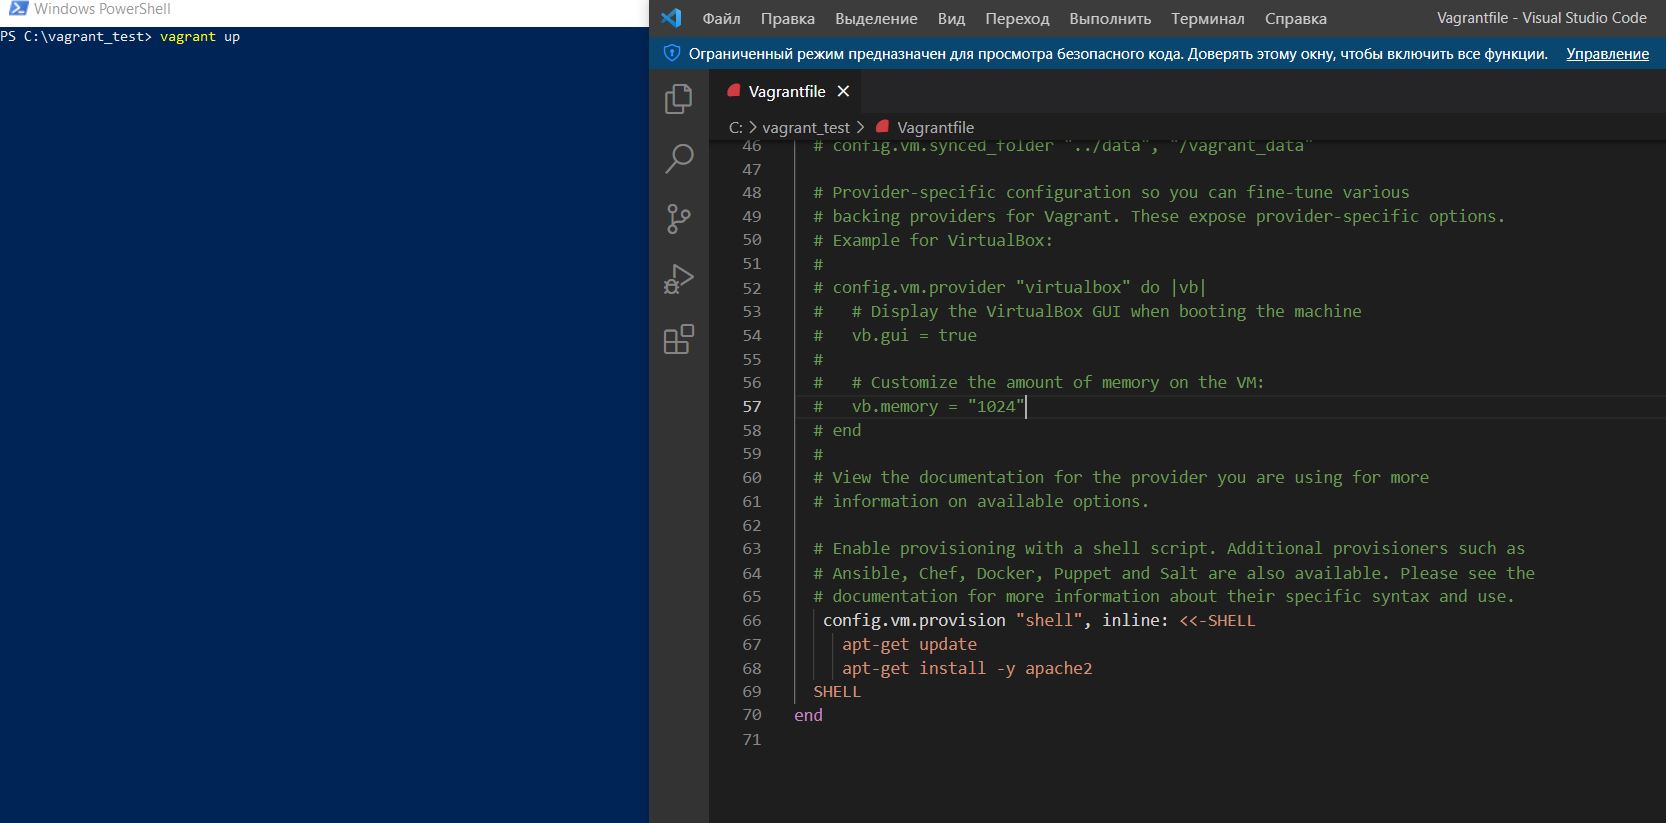 Windows PowerShell
PS C:\vagrant_test> vagrant up
Файл Правка Выделение Вид Переход Выполнить Терминал Справка Vagrantfile - Visual Studio Code
Ограниченный режим предназначен для просмотра безопасного кода. Доверять этому окну, чтобы включить все функции. Управление
Vagrantfile
C: > vagrant_test > Vagrantfile
46 # config.vm.synced_folder "../data", "/vagrant_data"
47
48 # Provider-specific configuration so you can fine-tune various
49 # backing providers for Vagrant. These expose provider-specific options.
50 # Example for VirtualBox:
51 #
52 # config.vm.provider "virtualbox" do |vb|
53 #   # Display the VirtualBox GUI when booting the machine
54 #   vb.gui = true
55 #
56 #   # Customize the amount of memory on the VM:
57 #   vb.memory = "1024"
58 # end
59 #
60 # View the documentation for the provider you are using for more
61 # information on available options.
62
63 # Enable provisioning with a shell script. Additional provisioners such as
64 # Ansible, Chef, Docker, Puppet and Salt are also available. Please see the
65 # documentation for more information about their specific syntax and use.
66 config.vm.provision "shell", inline: <<-SHELL
67 apt-get update
68 apt-get install -y apache2
69 SHELL
70 end
71